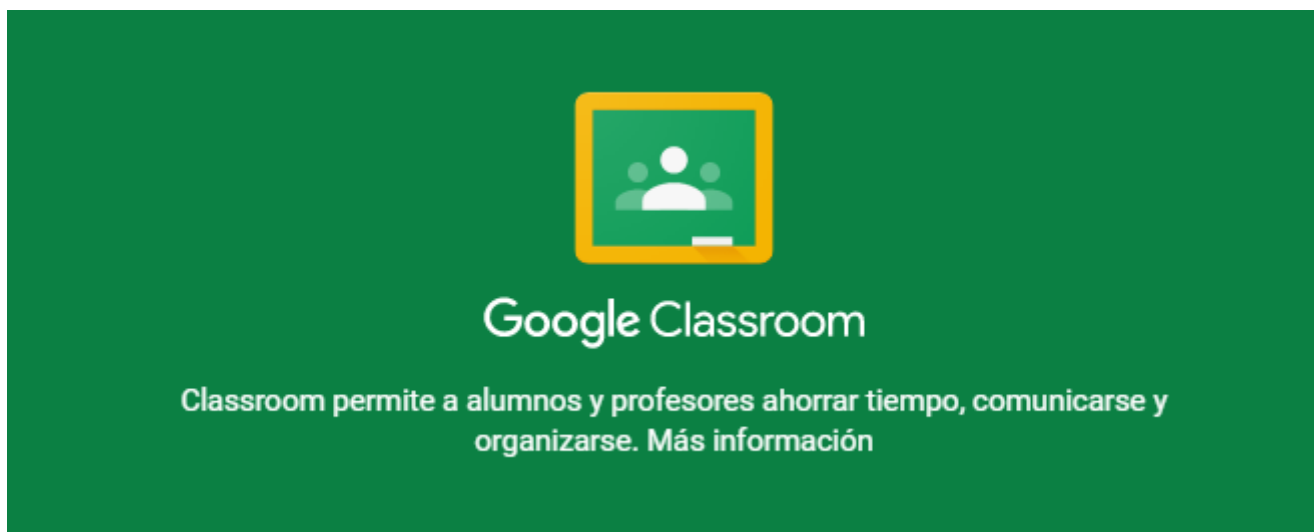 Google Classroom
Classroom permite a alumnos y profesores ahorrar tiempo, comunicarse y
organizarse. Más información